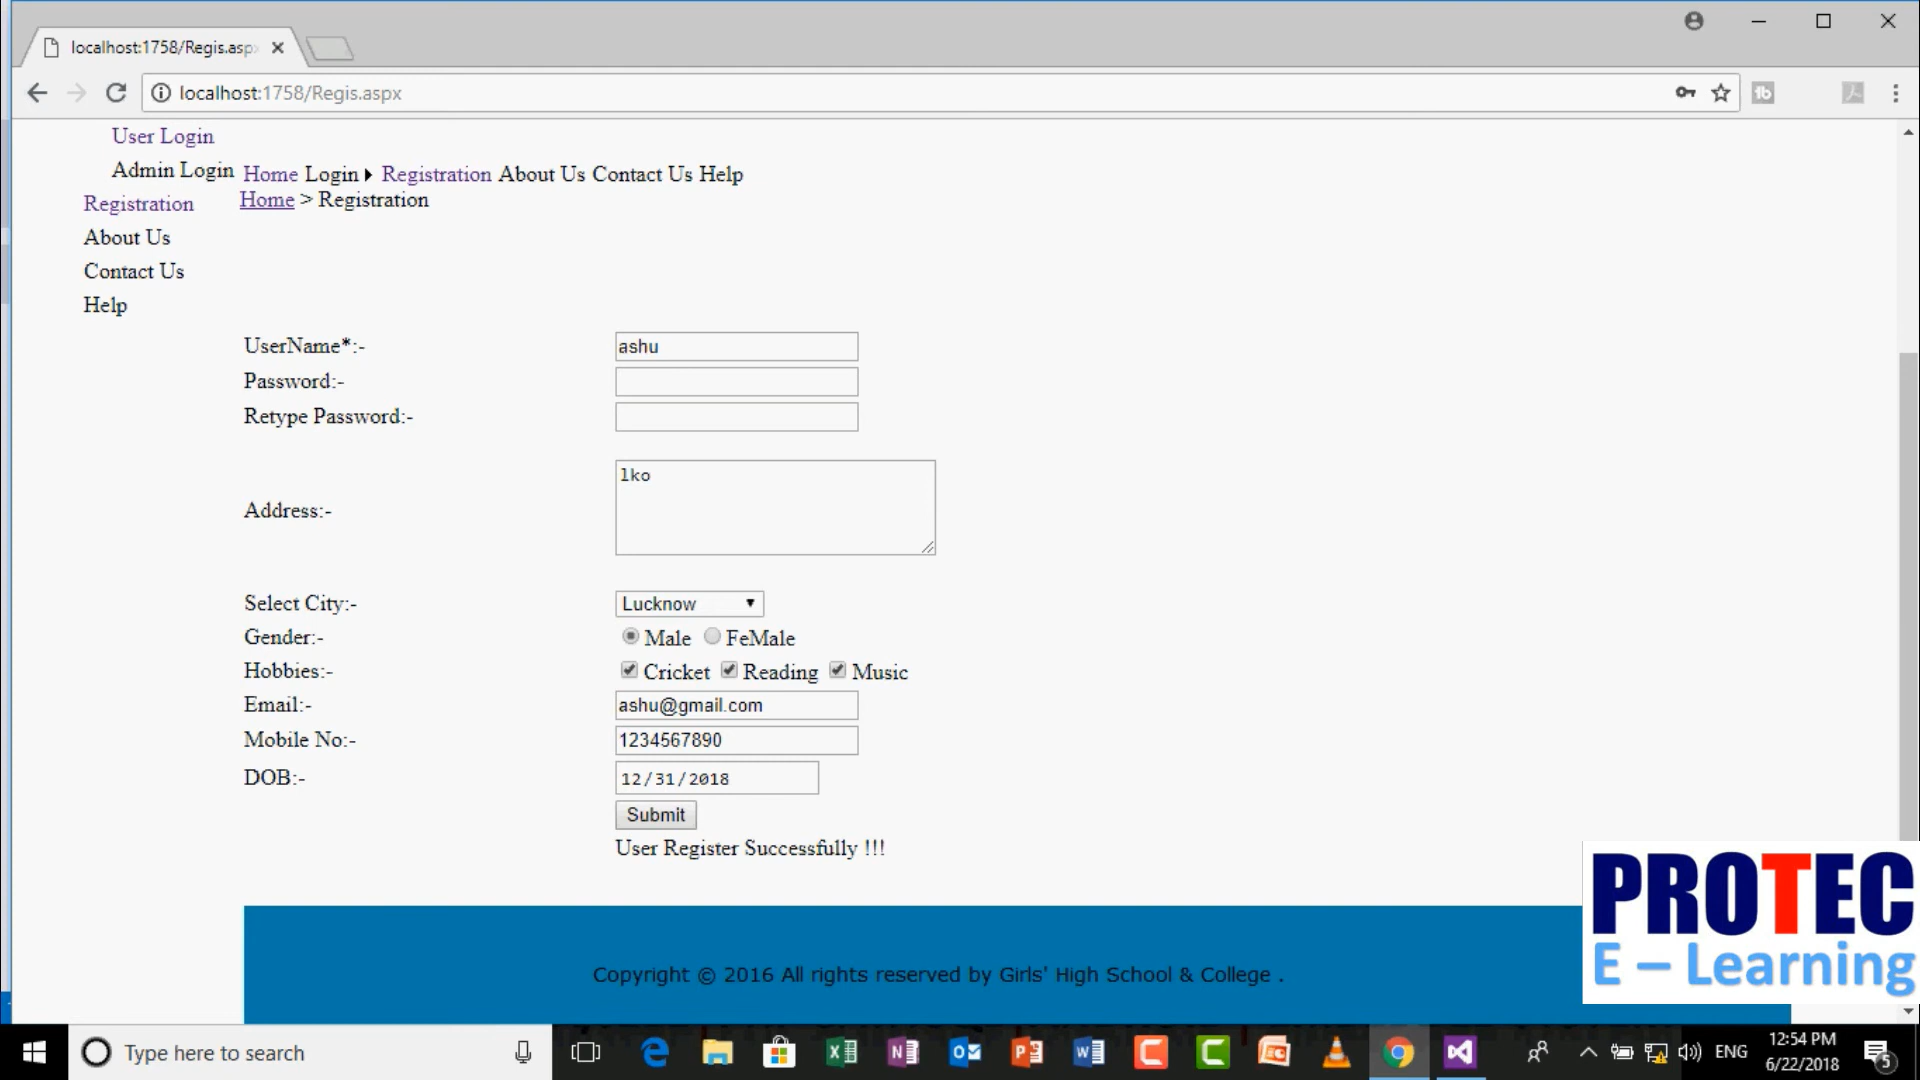 localhost:1758/Regis.asp
localhost:1758/Regis.aspx
User Login
Admin Login
Home Login Registration About Us Contact Us Help
Registration
Home > Registration
About Us
Contact Us
Help
UserName*:- ashu
Password:-
Retype Password:-
lko
Address:-
Select City:- Lucknow
Gender:- Male FeMale
Hobbies:- Cricket Reading Music
Email:- ashu@gmail.com
Mobile No:- 1234567890
DOB:- 12/31/2018
Submit
User Register Successfully !!!
PROTEC
E – Learning
Copyright © 2016 All rights reserved by Girls' High School & College .
Type here to search
ENG
12:54 PM
6/22/2018
5